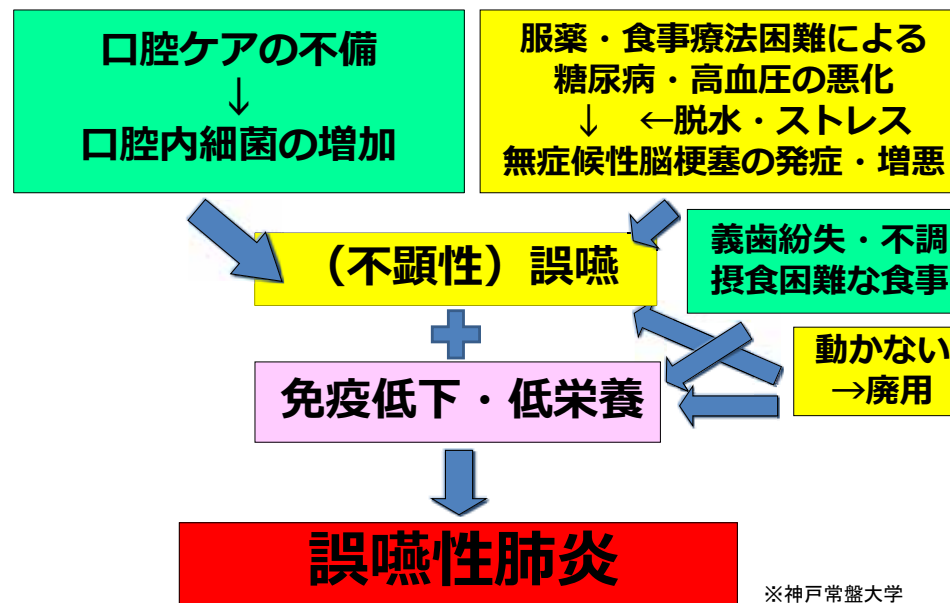 口腔ケアの不備
↓
口腔内細菌の増加
服薬・食事療法困難による
糖尿病・高血圧の悪化
↓ ←脱水・ストレス
無症候性脳梗塞の発症・増悪
（不顕性）誤嚥
義歯紛失・不調
摂食困難な食事
動かない
→廃用
免疫低下・低栄養
誤嚥性肺炎
※神戸常盤大学